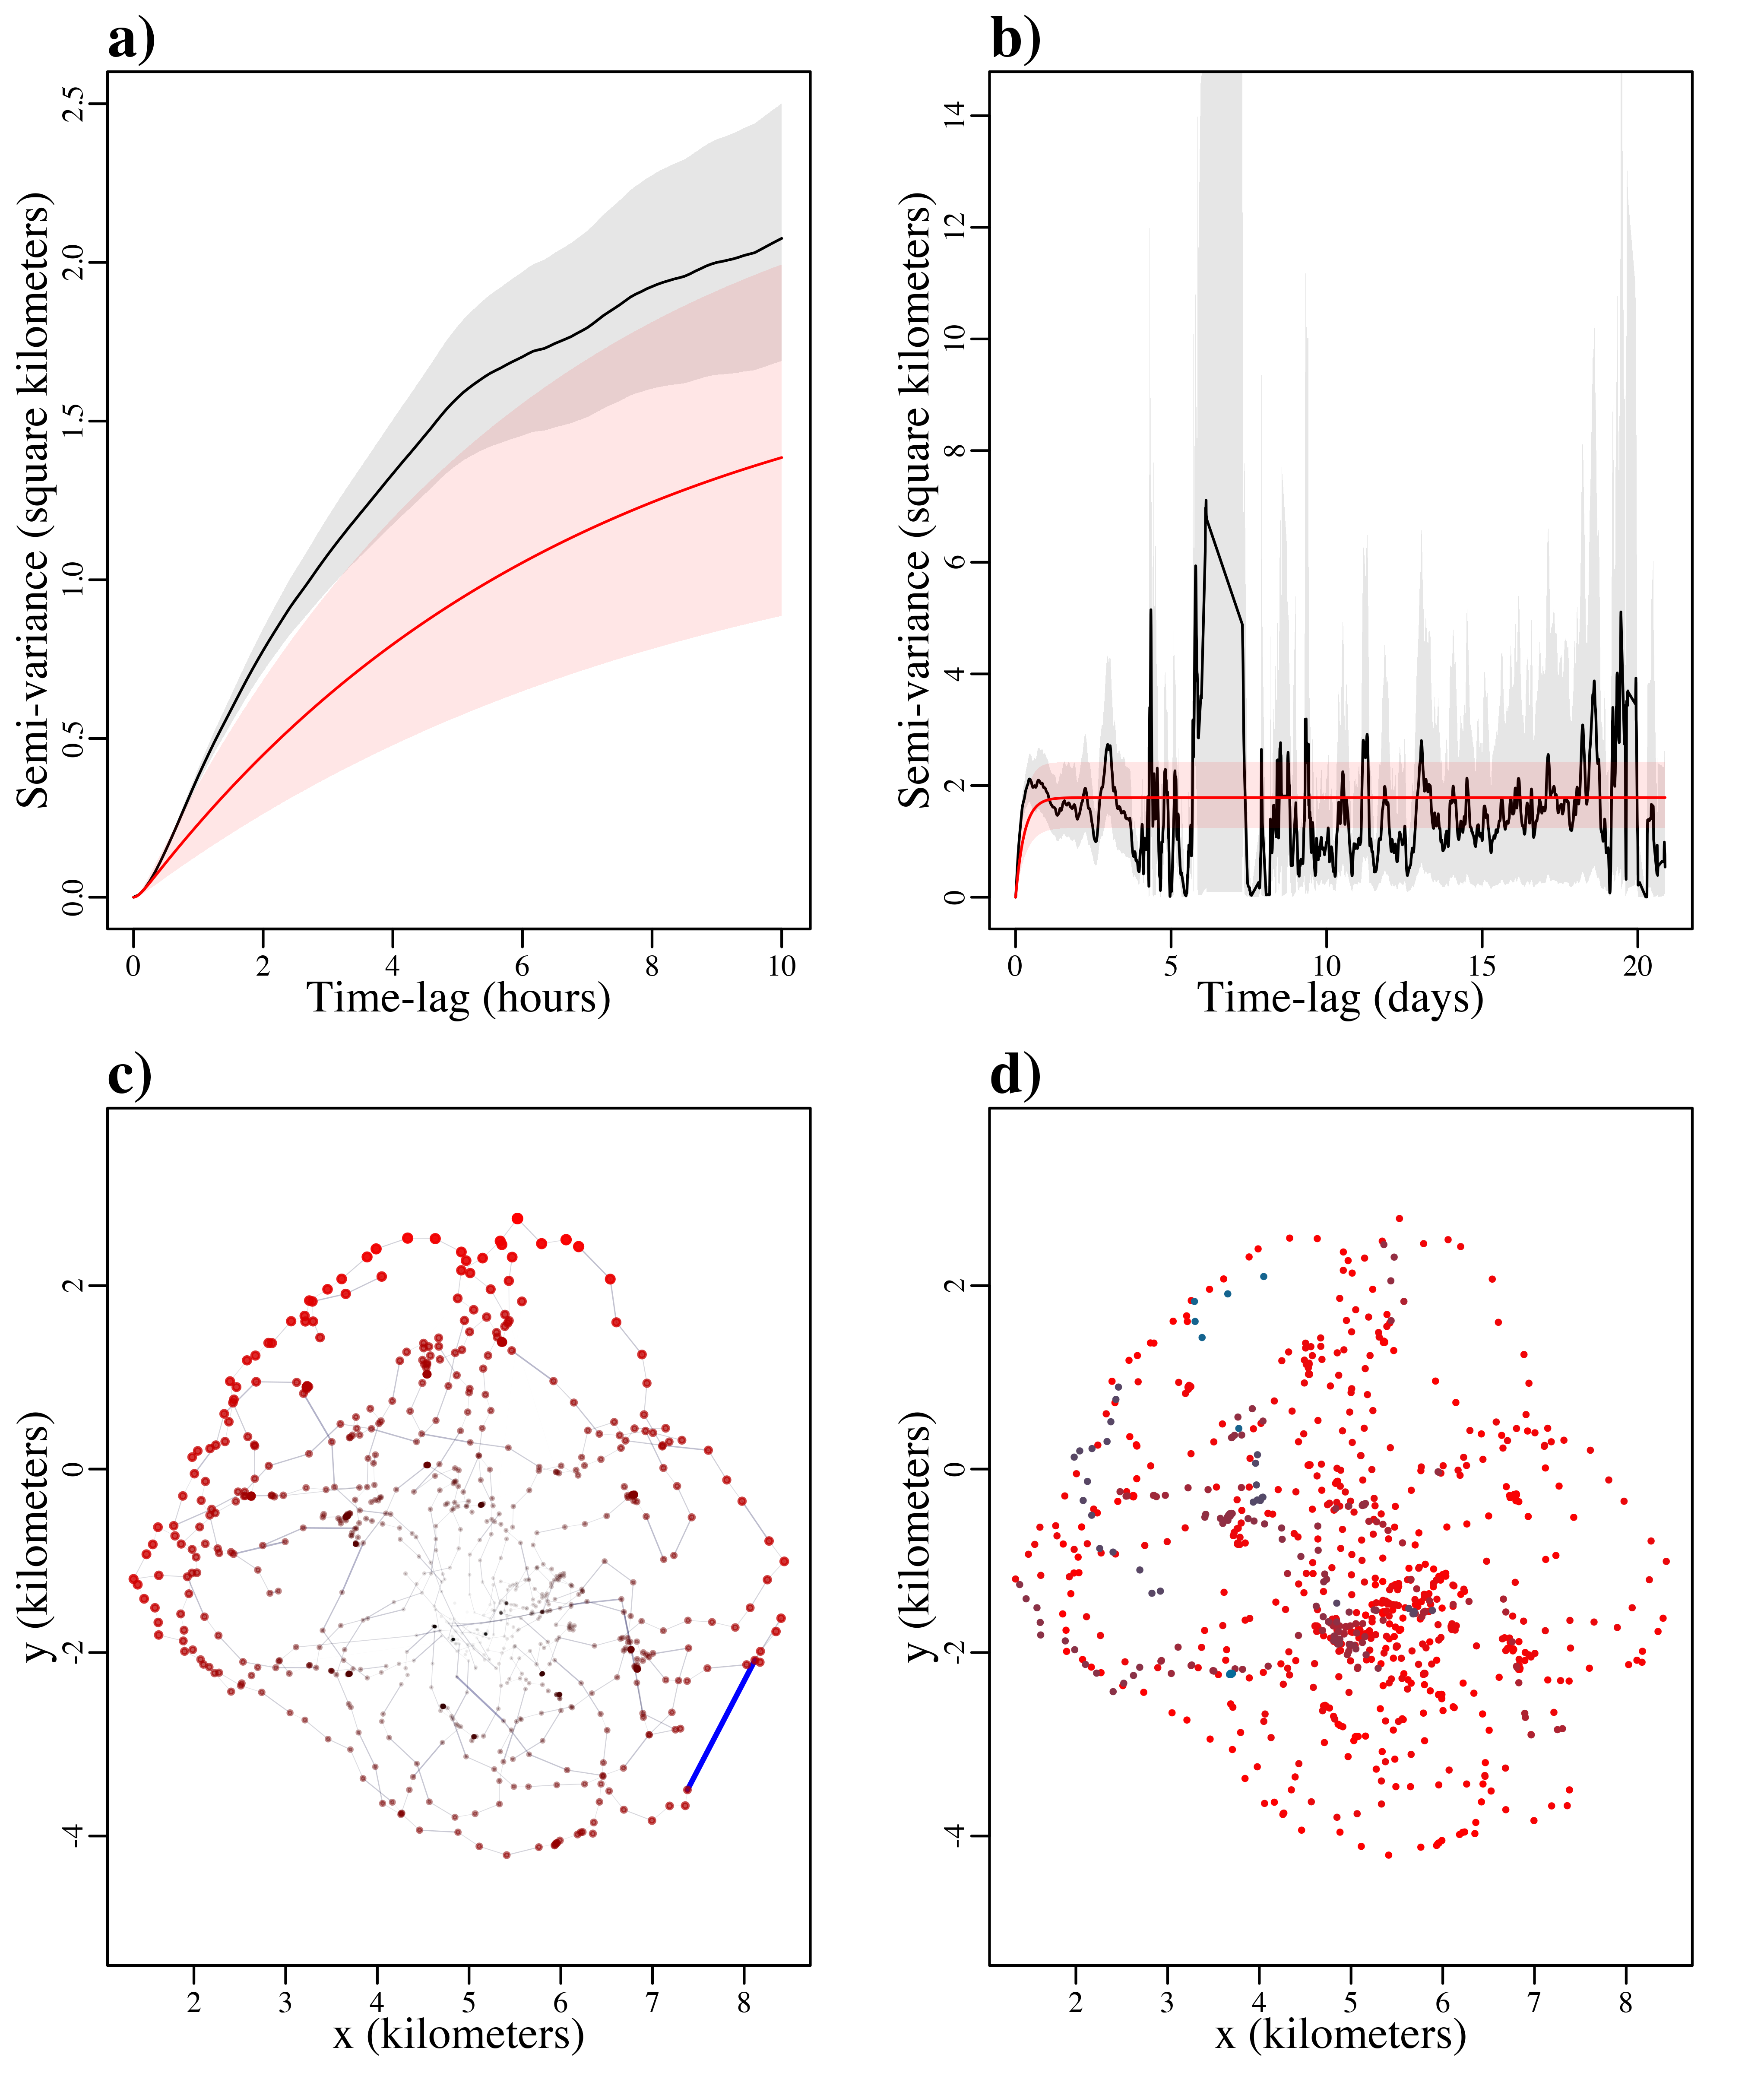 a)
Semi-variance (square kilometers)
0.0 0.5 1.0 1.5 2.0 2.5
0 2 4 6 8 10
Time-lag (hours)
b)
Semi-variance (square kilometers)
0 2 4 6 8 10 12 14
0 5 10 15 20
Time-lag (days)
c)
y (kilometers)
-4 -2 0 2
2 3 4 5 6 7 8
x (kilometers)
d)
y (kilometers)
-4 -2 0 2
2 3 4 5 6 7 8
x (kilometers)